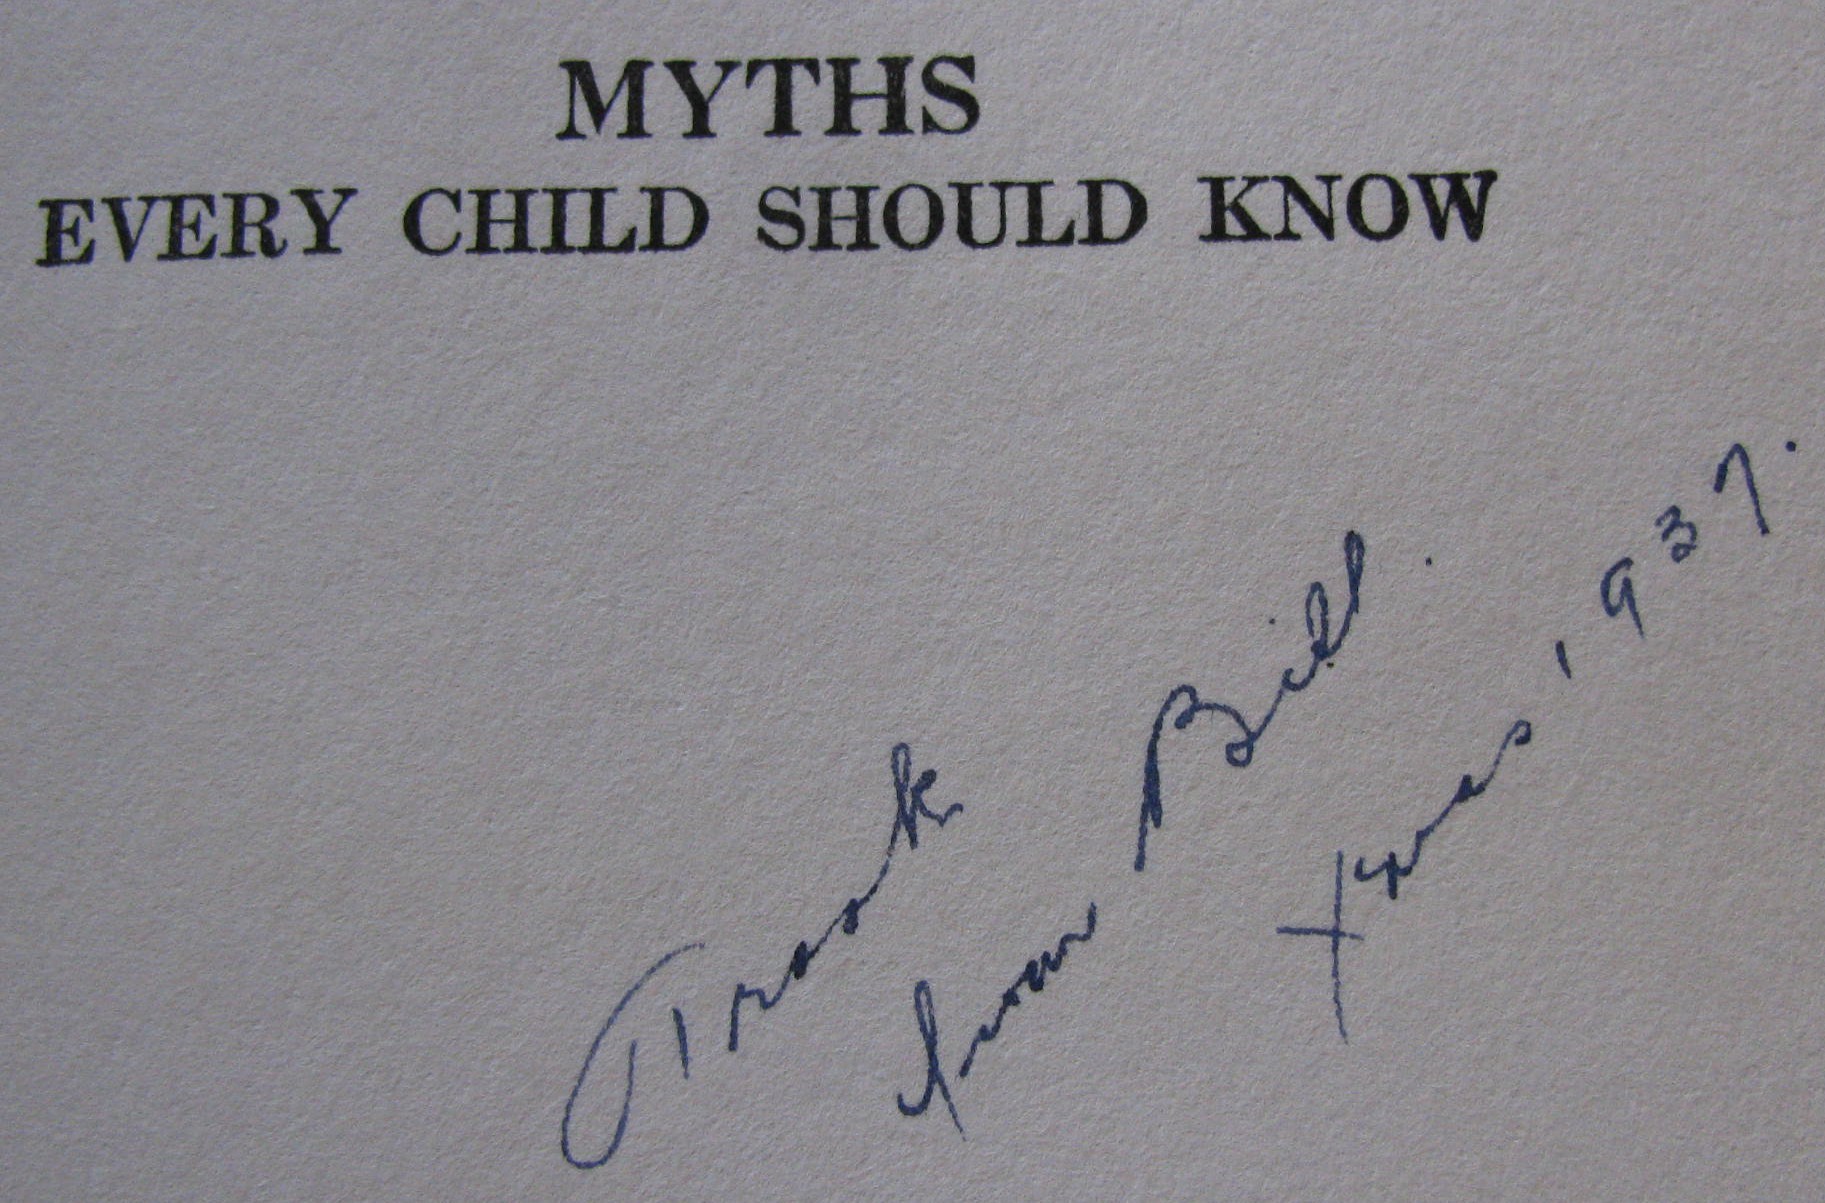 MYTHS
EVERY CHILD SHOULD KNOW
Frank
from Bill.
Xmas, 1937.